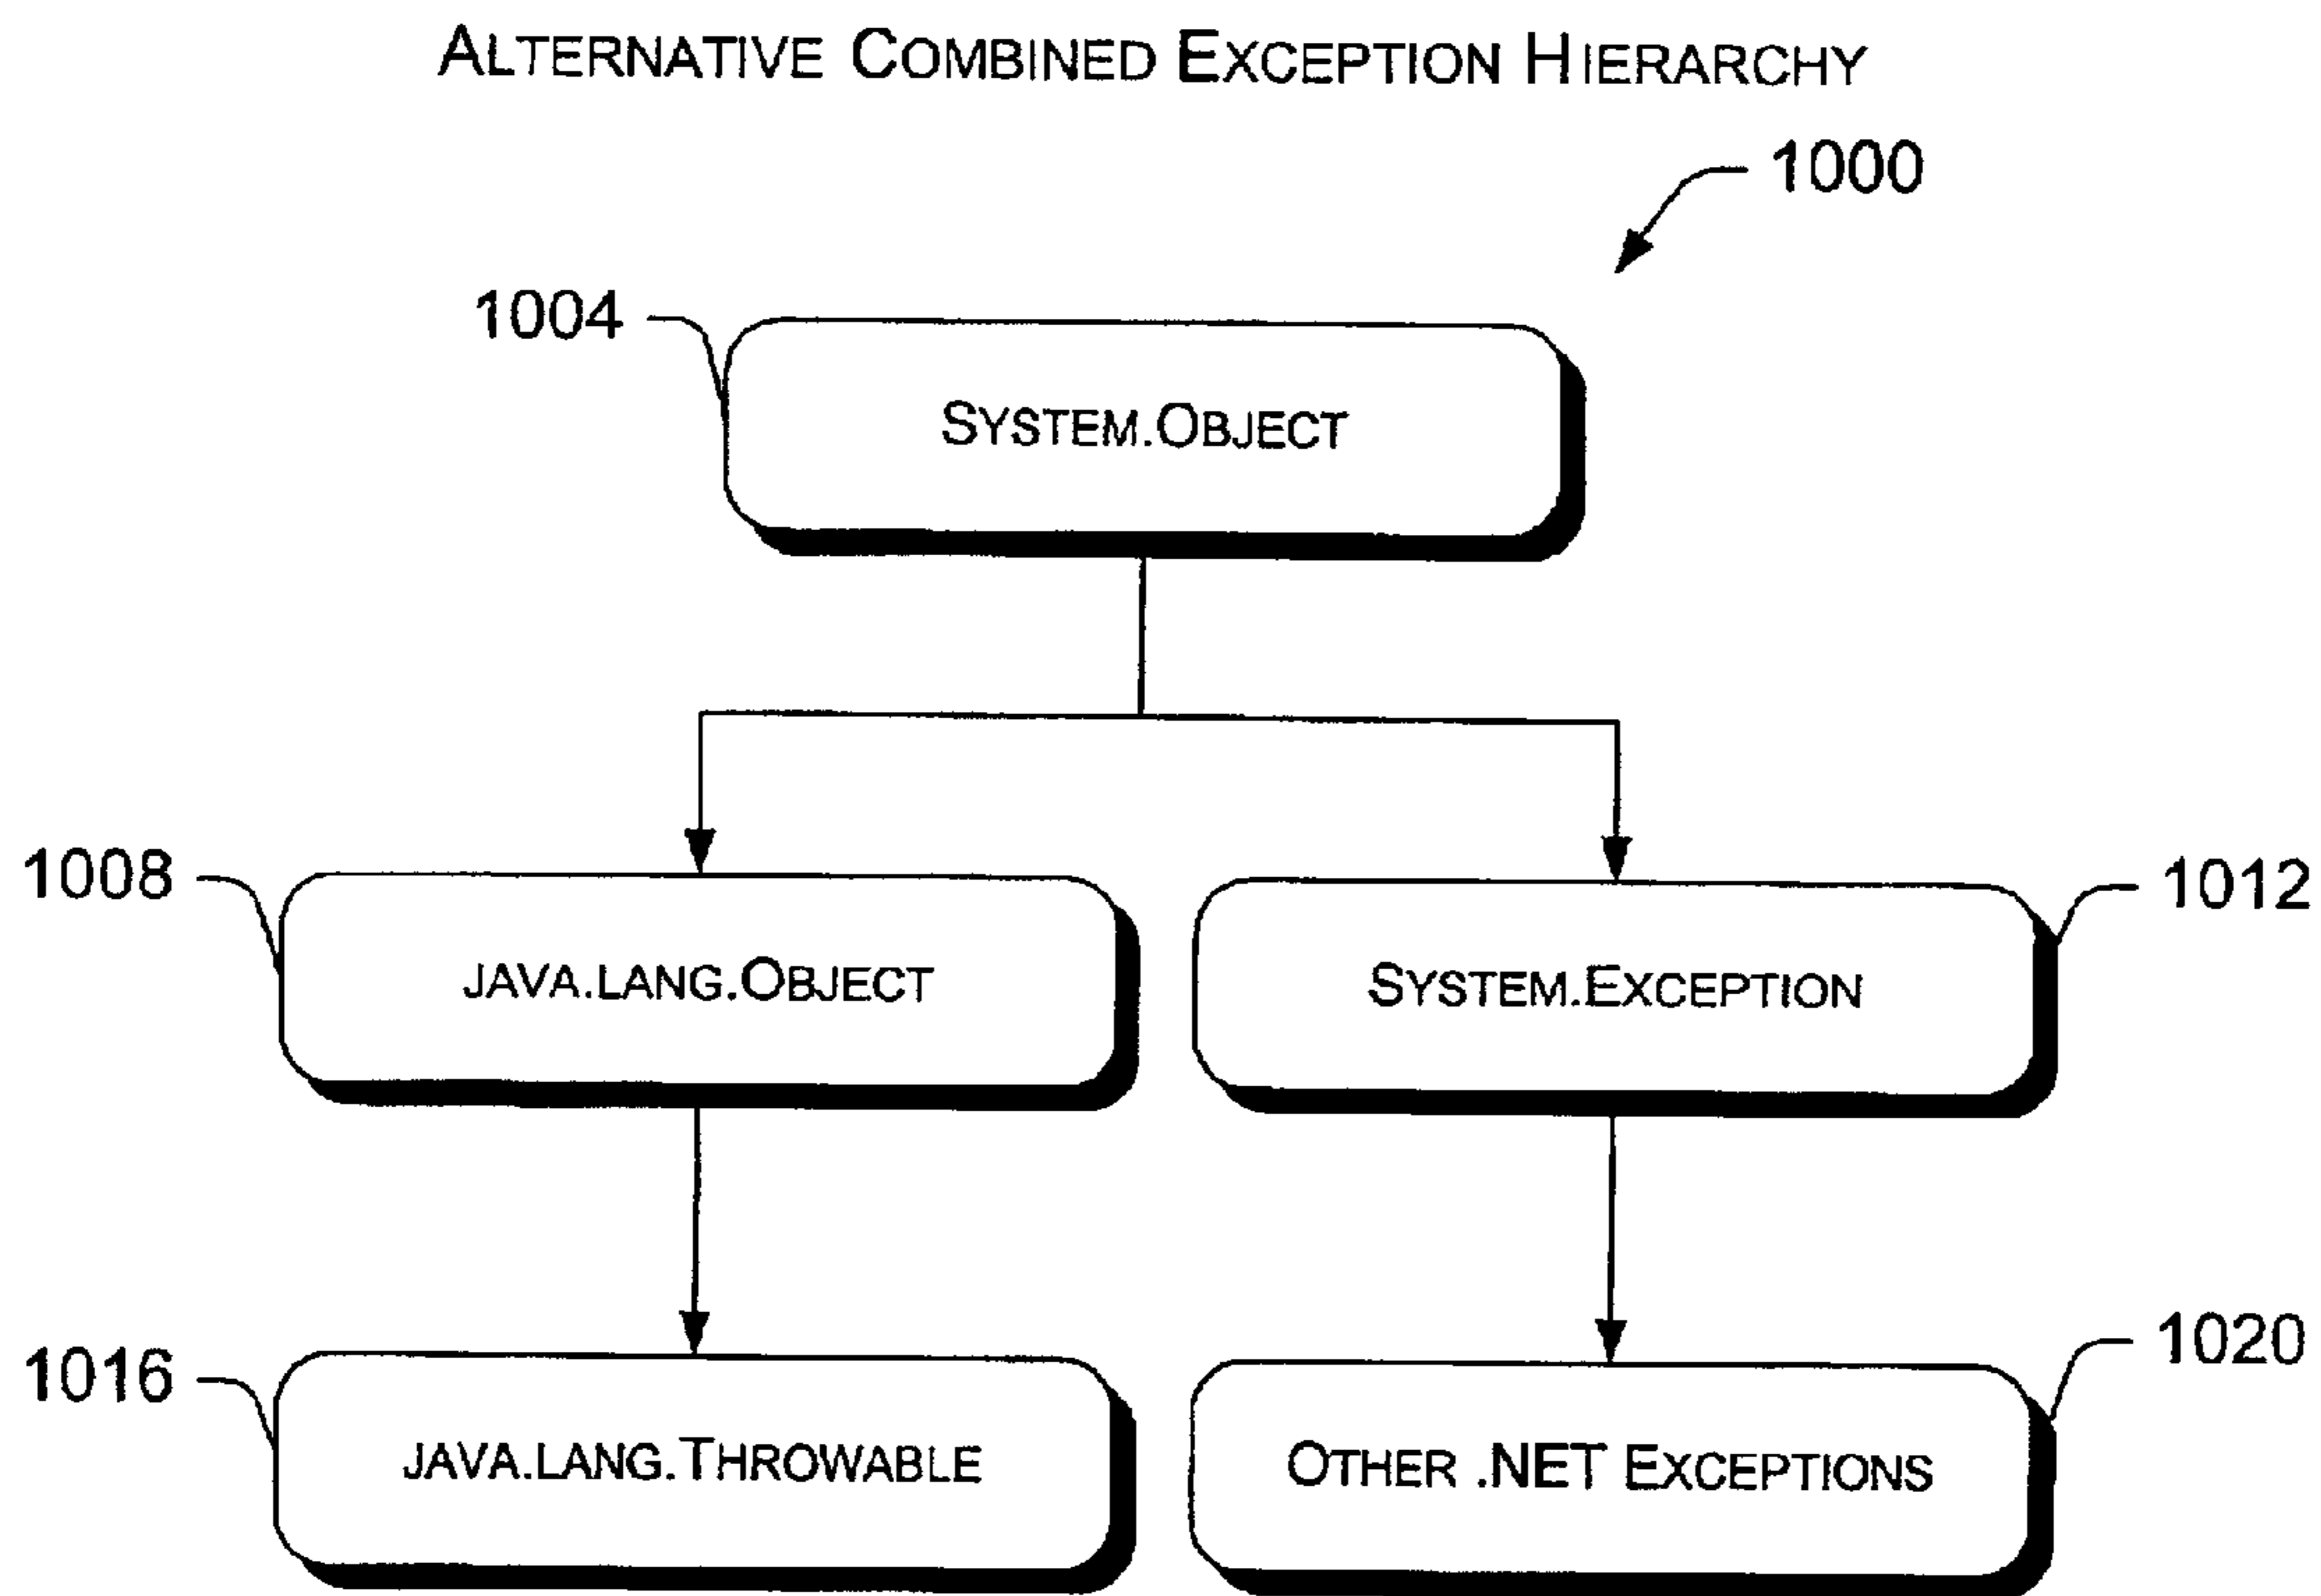 ALTERNATIVE COMBINED EXCEPTION HIERARCHY
1000
1004
SYSTEM.OBJECT
1008
JAVA.LANG.OBJECT
SYSTEM.EXCEPTION
1012
1016
JAVA.LANG.THROWABLE
OTHER .NET EXCEPTIONS
1020